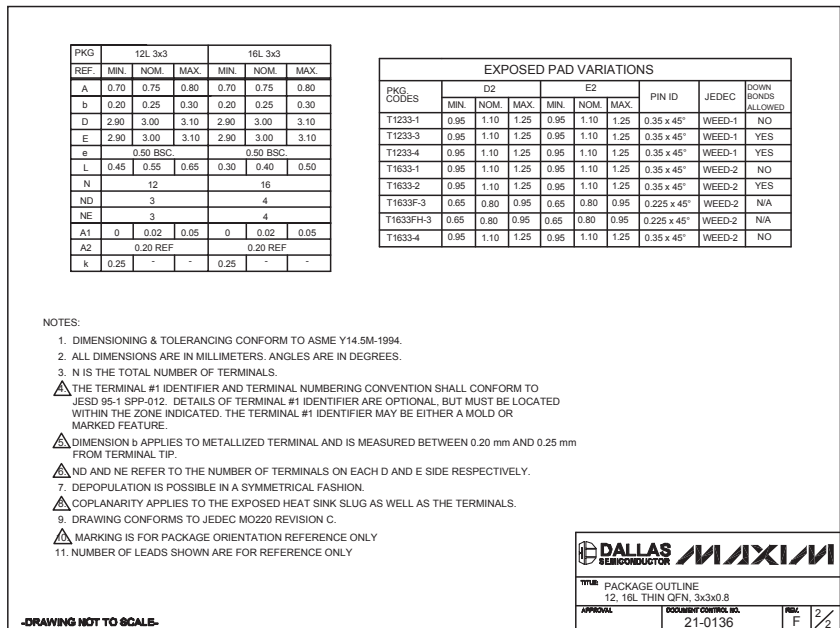 PKG 12L 3x3 16L 3x3
REF. MIN. NOM. MAX. MIN. NOM. MAX.
A 0.70 0.75 0.80 0.70 0.75 0.80
b 0.20 0.25 0.30 0.20 0.25 0.30
D 2.90 3.00 3.10 2.90 3.00 3.10
E 2.90 3.00 3.10 2.90 3.00 3.10
e 0.50 BSC. 0.50 BSC.
L 0.45 0.55 0.65 0.30 0.40 0.50
N 12 16
ND 3 4
NE 3 4
A1 0 0.02 0.05 0 0.02 0.05
A2 0.20 REF 0.20 REF
k 0.25 - - 0.25 - -
EXPOSED PAD VARIATIONS
PKG. CODES D2 E2 PIN ID JEDEC DOWN BONDS ALLOWED
MIN. NOM. MAX. MIN. NOM. MAX.
T1233-1 0.95 1.10 1.25 0.95 1.10 1.25 0.35 x 45° WEED-1 NO
T1233-3 0.95 1.10 1.25 0.95 1.10 1.25 0.35 x 45° WEED-1 YES
T1233-4 0.95 1.10 1.25 0.95 1.10 1.25 0.35 x 45° WEED-1 YES
T1633-1 0.95 1.10 1.25 0.95 1.10 1.25 0.35 x 45° WEED-2 NO
T1633-2 0.95 1.10 1.25 0.95 1.10 1.25 0.35 x 45° WEED-2 YES
T1633F-3 0.65 0.80 0.95 0.65 0.80 0.95 0.225 x 45° WEED-2 N/A
T1633FH-3 0.65 0.80 0.95 0.65 0.80 0.95 0.225 x 45° WEED-2 N/A
T1633-4 0.95 1.10 1.25 0.95 1.10 1.25 0.35 x 45° WEED-2 NO
NOTES:
1. DIMENSIONING & TOLERANCING CONFORM TO ASME Y14.5M-1994.
2. ALL DIMENSIONS ARE IN MILLIMETERS. ANGLES ARE IN DEGREES.
3. N IS THE TOTAL NUMBER OF TERMINALS.
4. THE TERMINAL #1 IDENTIFIER AND TERMINAL NUMBERING CONVENTION SHALL CONFORM TO
JESD 95-1 SPP-012. DETAILS OF TERMINAL #1 IDENTIFIER ARE OPTIONAL, BUT MUST BE LOCATED
WITHIN THE ZONE INDICATED. THE TERMINAL #1 IDENTIFIER MAY BE EITHER A MOLD OR
MARKED FEATURE.
5. DIMENSION b APPLIES TO METALLIZED TERMINAL AND IS MEASURED BETWEEN 0.20 mm AND 0.25 mm
FROM TERMINAL TIP.
6. ND AND NE REFER TO THE NUMBER OF TERMINALS ON EACH D AND E SIDE RESPECTIVELY.
7. DEPOPULATION IS POSSIBLE IN A SYMMETRICAL FASHION.
8. COPLANARITY APPLIES TO THE EXPOSED HEAT SINK SLUG AS WELL AS THE TERMINALS.
9. DRAWING CONFORMS TO JEDEC MO220 REVISION C.
10. MARKING IS FOR PACKAGE ORIENTATION REFERENCE ONLY
11. NUMBER OF LEADS SHOWN ARE FOR REFERENCE ONLY
-DRAWING NOT TO SCALE-
DALLAS SEMICONDUCTOR MAXIM
TITLE: PACKAGE OUTLINE
12, 16L THIN QFN, 3x3x0.8
APPROVAL DOCUMENT CONTROL NO. REV.
21-0136 F 2/2